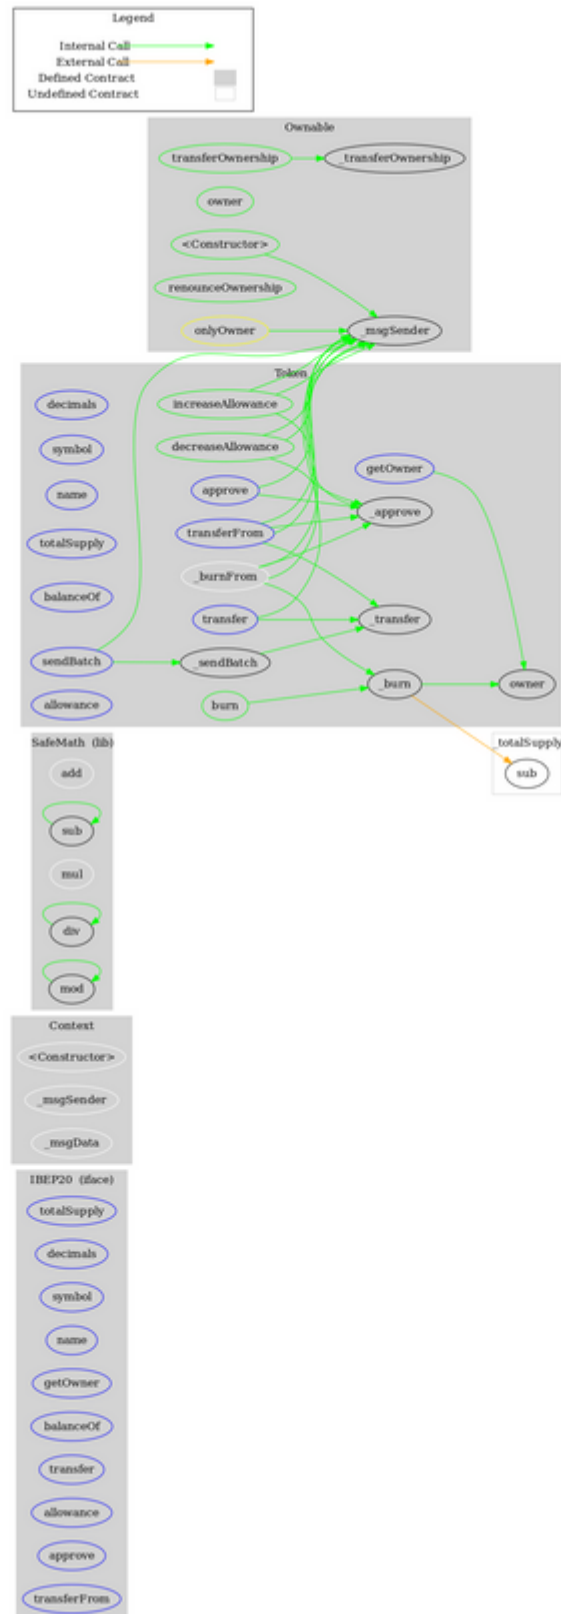 Legend
Internal Call
External Call
Defined Contract
Undefined Contract
Ownable
transferOwnership
_transferOwnership
owner
<Constructor>
renounceOwnership
onlyOwner
_msgSender
Token
decimals
increaseAllowance
symbol
decreaseAllowance
getOwner
name
approve
_approve
totalSupply
transferFrom
_burnFrom
balanceOf
transfer
_transfer
sendBatch
_sendBatch
_burn
owner
allowance
burn
SafeMath (lib)
_totalSupply
add
sub
sub
mul
div
mod
Context
<Constructor>
_msgSender
_msgData
IBEP20 (iface)
totalSupply
decimals
symbol
name
getOwner
balanceOf
transfer
allowance
approve
transferFrom